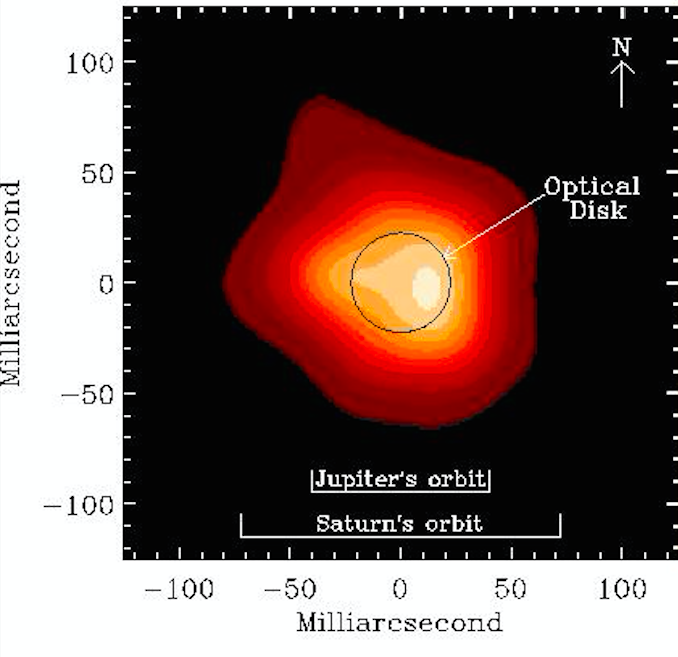 N
100
50
0
−50
−100
Milliarcsecond
Optical
Disk
Jupiter's orbit
Saturn's orbit
−100 −50 0 50 100
Milliarcsecond